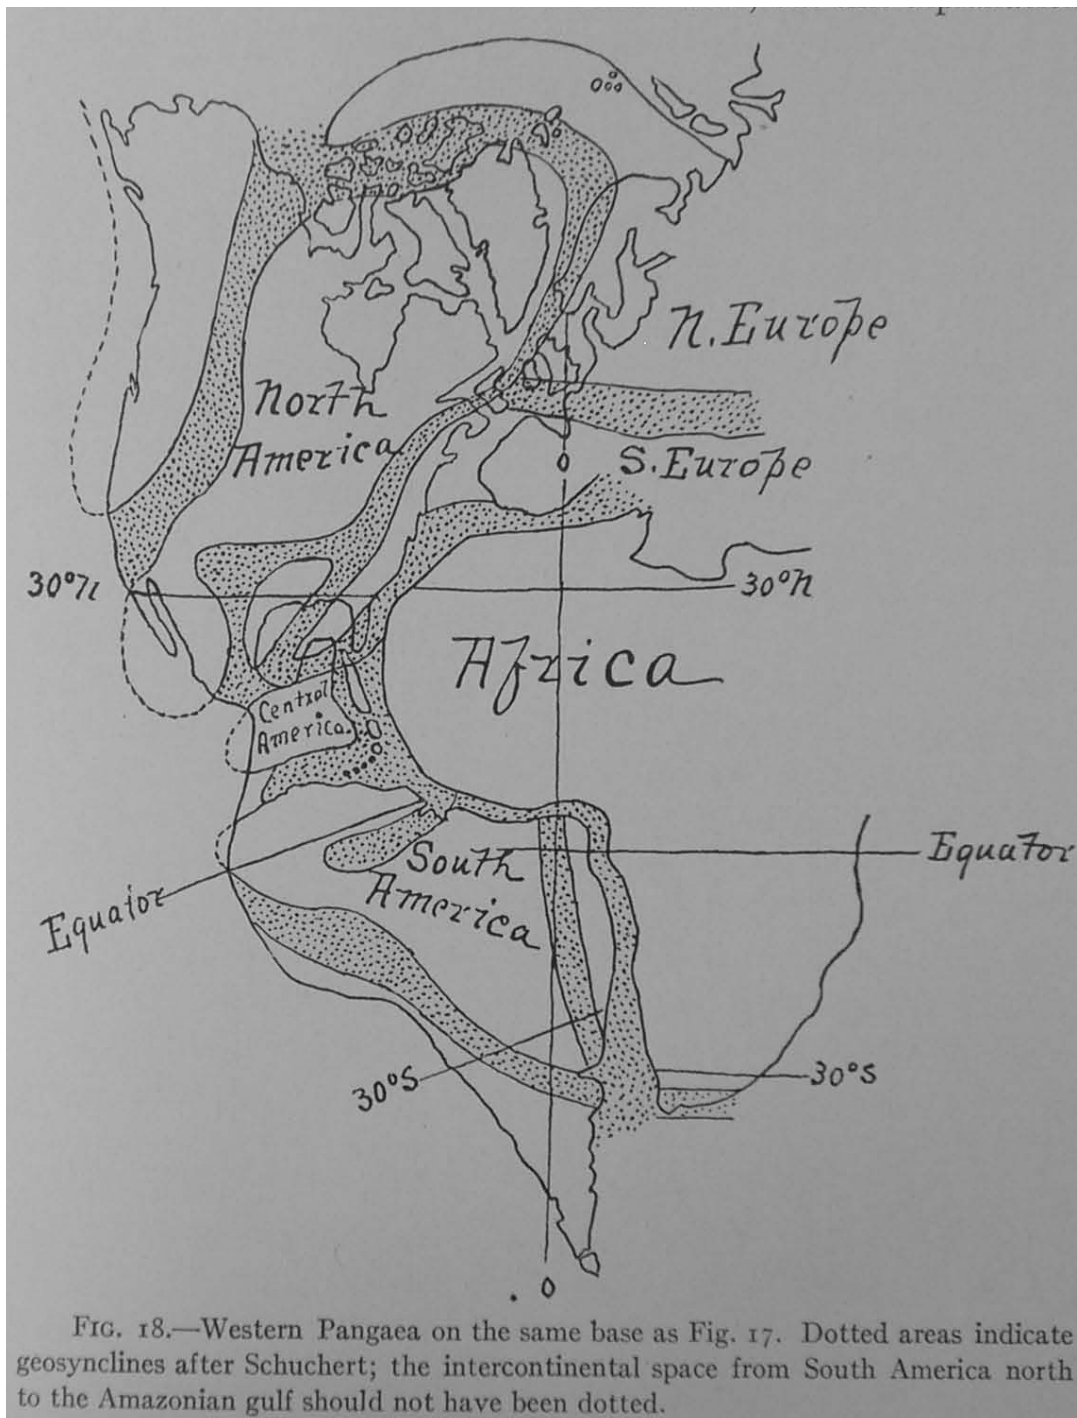 N. Europe
North
America
S. Europe
0
30°N
30°N
Africa
Central
America.
Equator
South
America
Equator
30°S
30°S
0
FIG. 18.—Western Pangaea on the same base as Fig. 17. Dotted areas indicate
geosynclines after Schuchert; the intercontinental space from South America north
to the Amazonian gulf should not have been dotted.